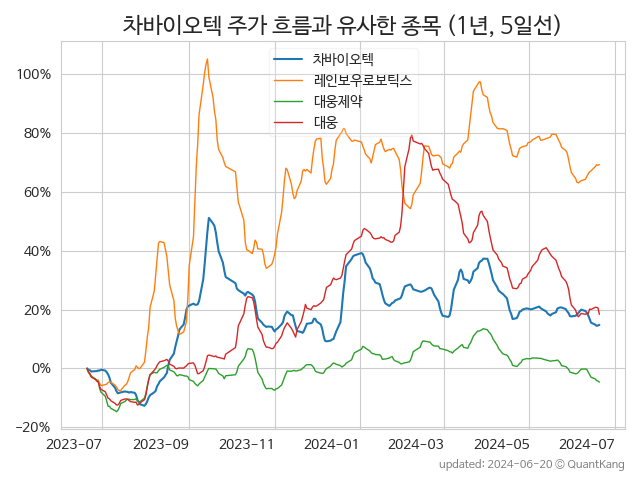 차바이오텍 주가 흐름과 유사한 종목 (1년, 5일선)
차바이오텍
레인보우로보틱스
대웅제약
대웅
100%
80%
60%
40%
20%
0%
−20%
2023-07 2023-09 2023-11 2024-01 2024-03 2024-05 2024-07
updated: 2024-06-20 © QuantKang